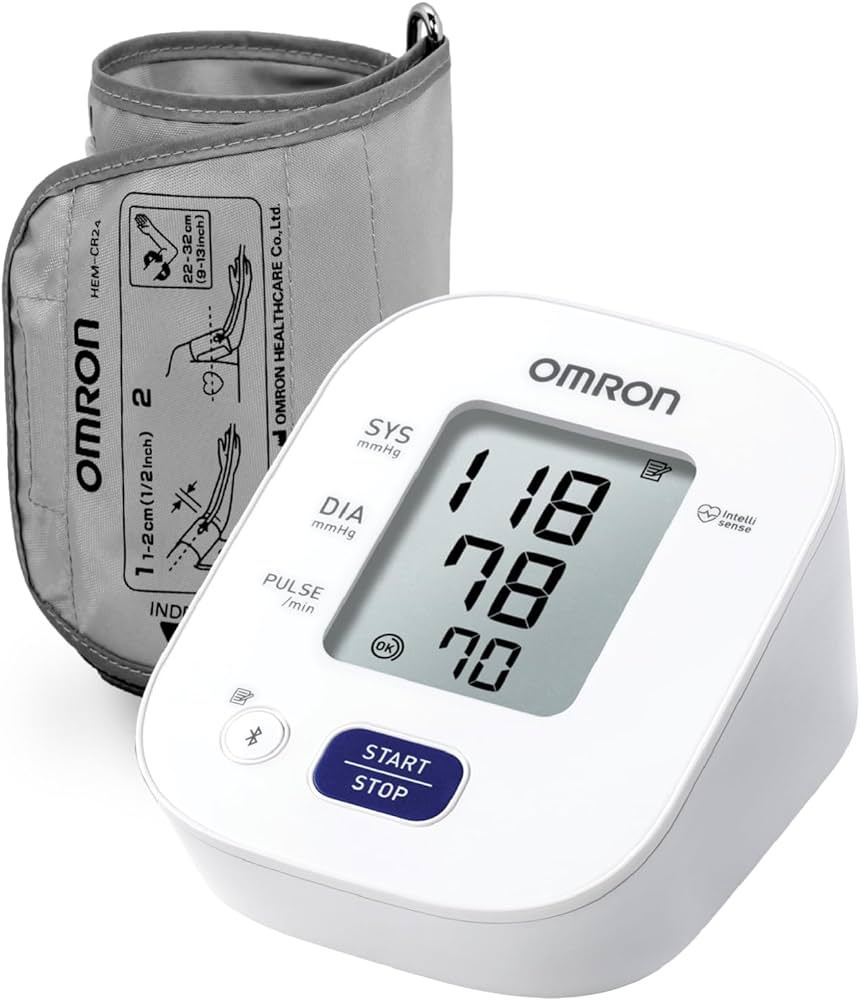 OMRON
HEM-CR24
22-32cm
(9-13inch)
2
1
1-2cm(1/2inch)
OMRON HEALTHCARE Co.,Ltd.
OMRON
SYS
mmHg
118
DIA
mmHg
78
PULSE
/min
OK
70
intelli
sense
START
STOP